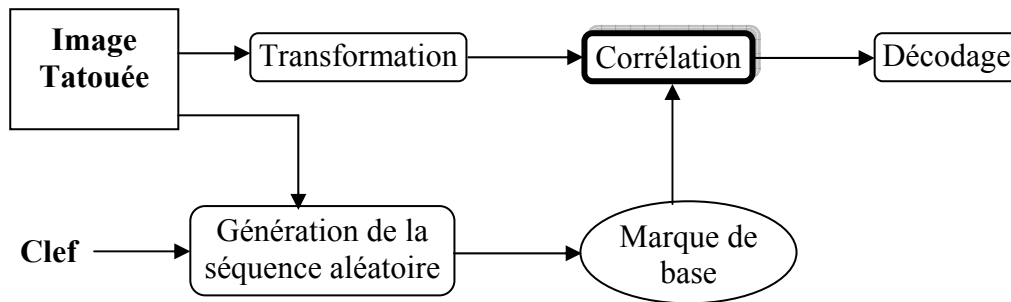 Image
Tatouée
Transformation
Corrélation
Décodage
Clef
Génération de la
séquence aléatoire
Marque de
base